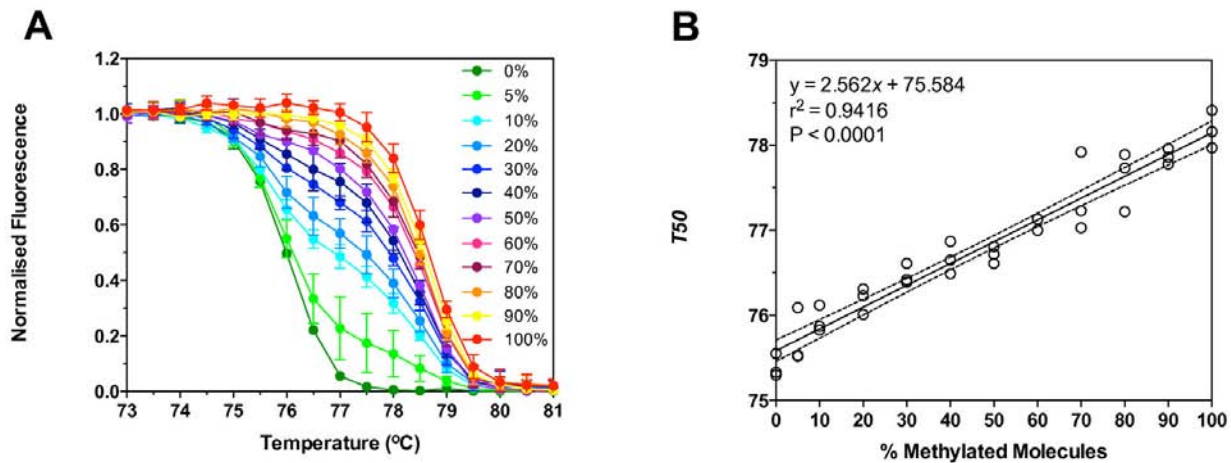 A
B
Normalised Fluorescence
1.2
1.0
0.8
0.6
0.4
0.2
0.0
73 74 75 76 77 78 79 80 81
Temperature (ºC)
0%
5%
10%
20%
30%
40%
50%
60%
70%
80%
90%
100%
T50
79
78
77
76
75
y = 2.562x + 75.584
r² = 0.9416
P < 0.0001
0 10 20 30 40 50 60 70 80 90 100
% Methylated Molecules